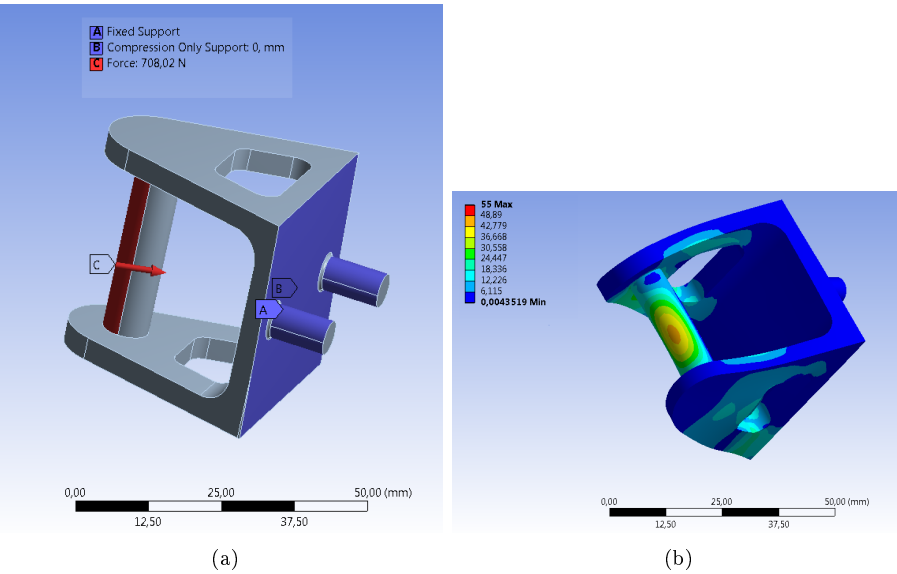 A Fixed Support
B Compression Only Support: 0, mm
C Force: 708,02 N
C
B
A
0,00 25,00 50,00 (mm)
12,50 37,50
(a)
55 Max
48,89
42,779
36,668
30,558
24,447
18,336
12,226
6,115
0,0043519 Min
0,00 25,00 50,00 (mm)
12,50 37,50
(b)